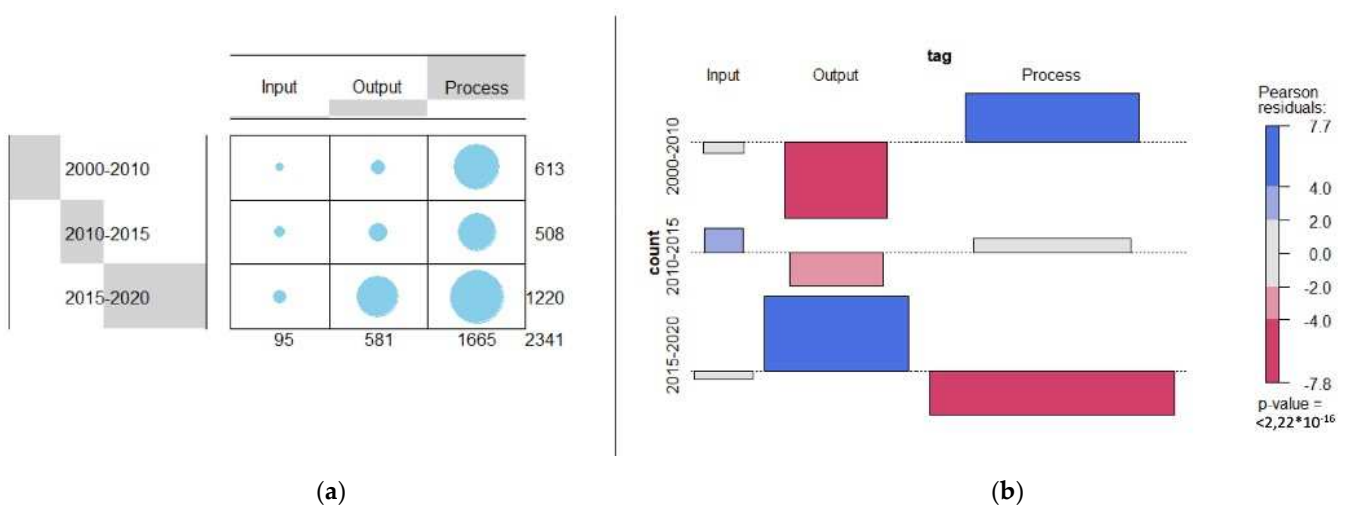 Input Output Process
2000-2010 613
2010-2015 508
2015-2020 1220
95 581 1665 2341
(a)
tag
Input Output Process
count
2000-2010
2010-2015
2015-2020
Pearson
residuals:
7.7
4.0
2.0
0.0
-2.0
-4.0
-7.8
p-value =
<2,22*10⁻¹⁶
(b)